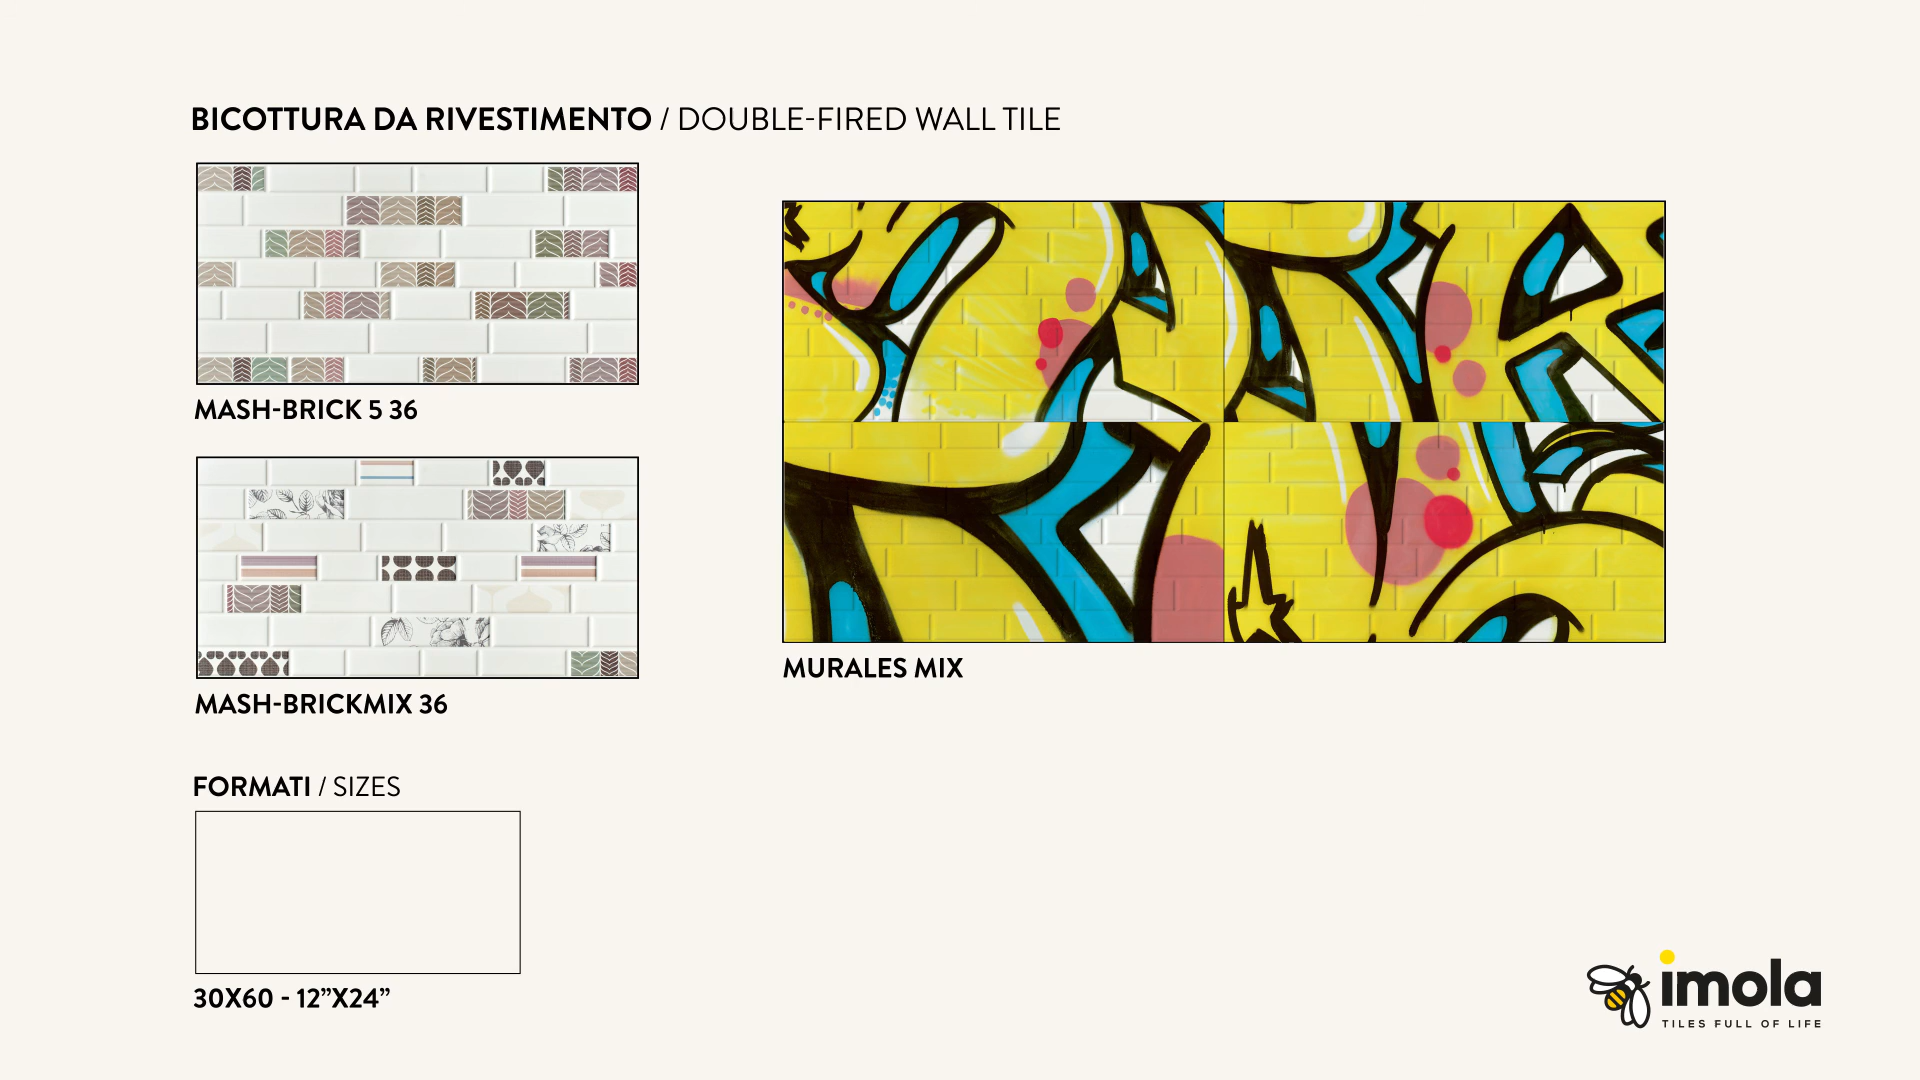 BICOTTURA DA RIVESTIMENTO / DOUBLE-FIRED WALL TILE
MASH-BRICK 5 36
MASH-BRICKMIX 36
MURALES MIX
FORMATI / SIZES
30X60 - 12”X24”
imola
TILES FULL OF LIFE